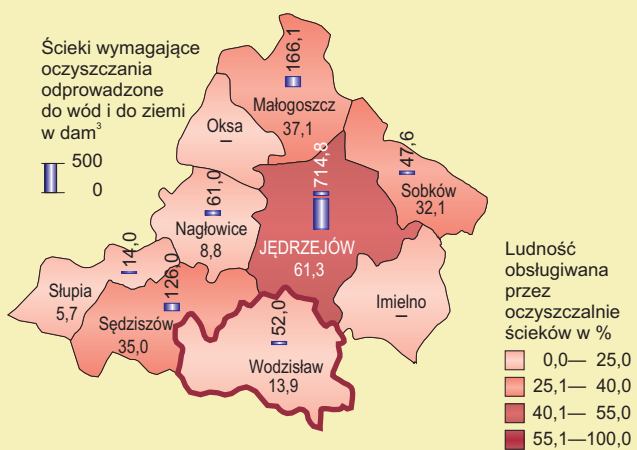 Ścieki wymagające
oczyszczania
odprowadzone
do wód i do ziemi
w dam³
500
0
166,1
Małogoszcz
37,1
Oksa
–
47,6
Sobków
32,1
714,8
JĘDRZEJÓW
61,3
61,0
Nagłowice
8,8
14,0
Słupia
5,7
126,0
Sędziszów
35,0
52,0
Wodzisław
13,9
Imielno
–
Ludność
obsługiwana
przez
oczyszczalnie
ścieków w %
0,0— 25,0
25,1— 40,0
40,1— 55,0
55,1—100,0